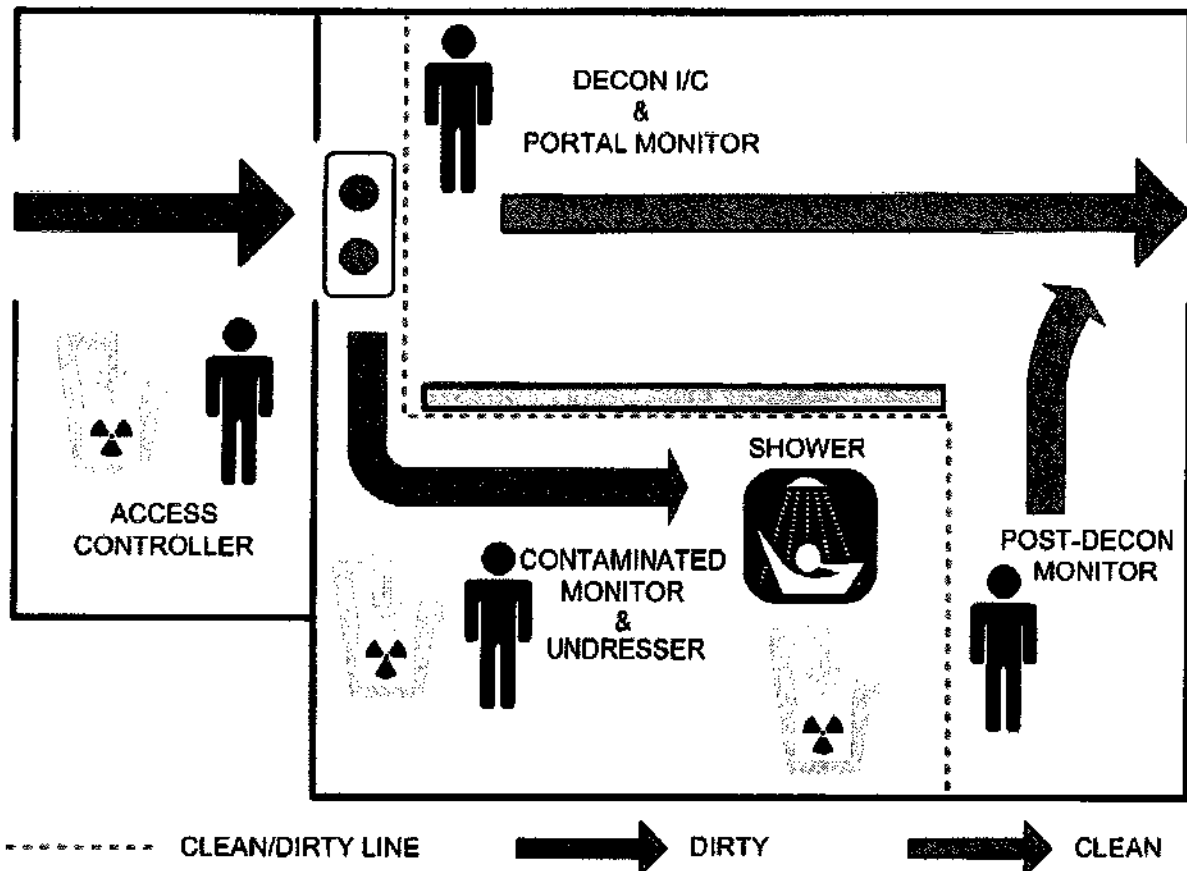 DECON I/C
&
PORTAL MONITOR
ACCESS
CONTROLLER
SHOWER
CONTAMINATED
MONITOR
&
UNDRESSER
POST-DECON
MONITOR
CLEAN/DIRTY LINE
DIRTY
CLEAN